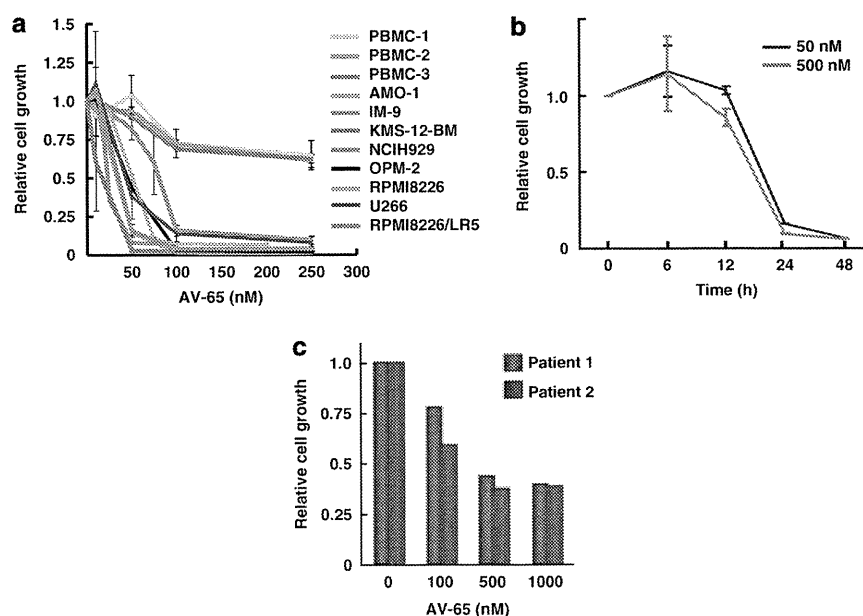 a
Relative cell growth
1.5
1.25
1.0
0.75
0.5
0.25
0
50 100 150 200 250 300
AV-65 (nM)
PBMC-1
PBMC-2
PBMC-3
AMO-1
IM-9
KMS-12-BM
NCIH929
OPM-2
RPMI8226
U266
RPMI8226/LR5
b
Relative cell growth
1.0
0.5
0
0 6 12 24 48
Time (h)
50 nM
500 nM
c
Relative cell growth
1.0
0.75
0.5
0.25
0
0 100 500 1000
AV-65 (nM)
Patient 1
Patient 2